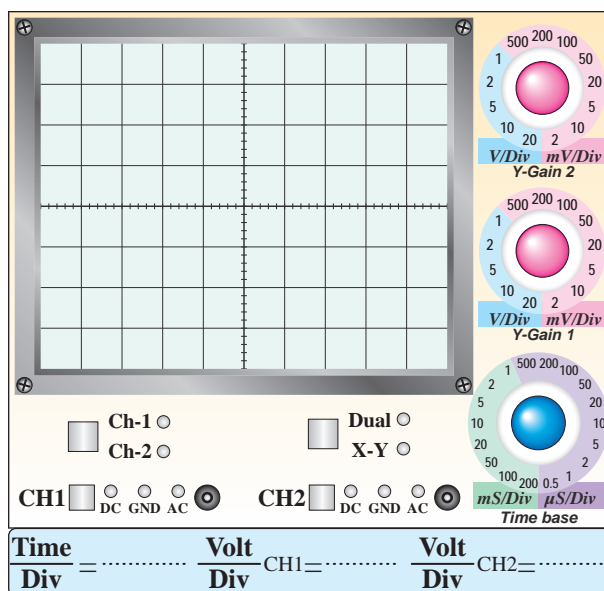 500 200 100
1 50
2 20
5 5
10 10
20 2
V/Div mV/Div
Y-Gain 2
500 200 100
1 50
2 20
5 5
10 10
20 2
V/Div mV/Div
Y-Gain 1
500 200 100
1 50
2 20
5 10
10 5
20 2
50 1
100 0.5
200
mS/Div µS/Div
Time base
Ch-1 Dual
Ch-2 X-Y
CH1 DC GND AC CH2 DC GND AC
Time/Div = ............ Volt/Div CH1= ............ Volt/Div CH2= ............